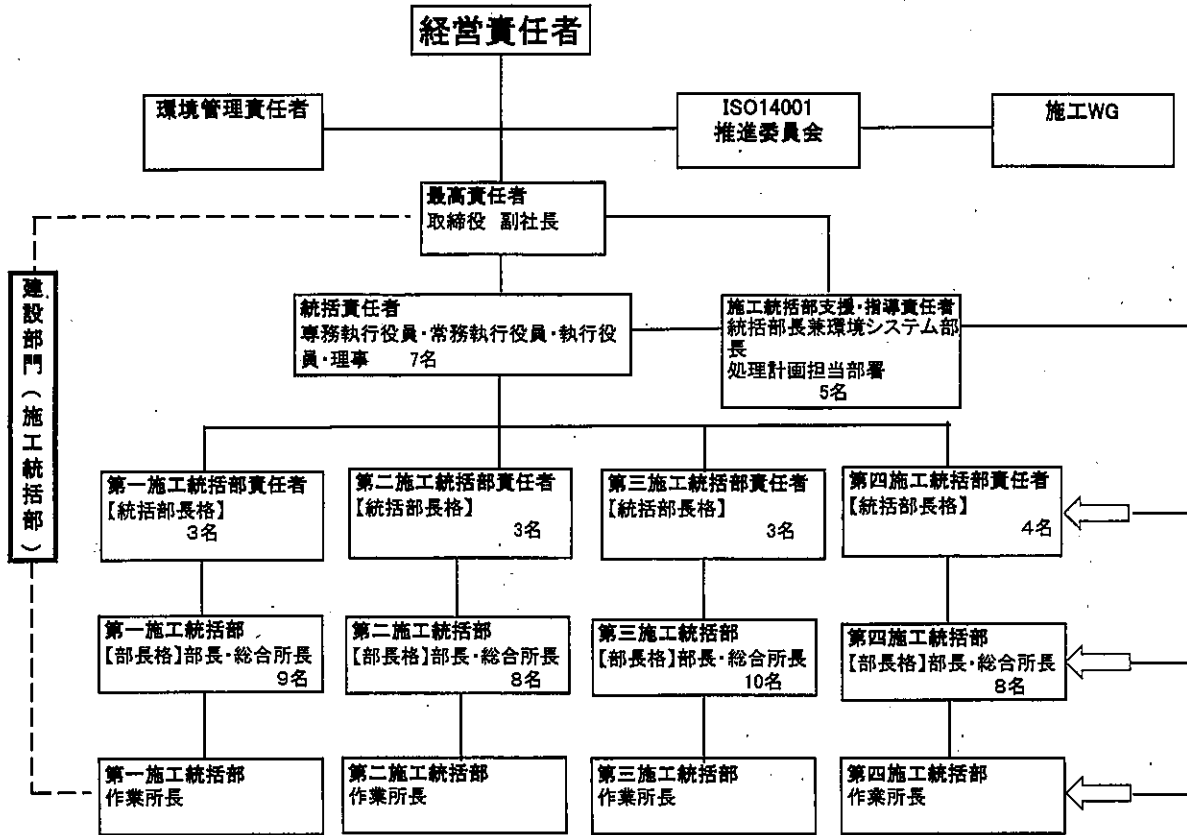 経営責任者
環境管理責任者
ISO14001
推進委員会
施工WG
最高責任者
取締役 副社長
建設部門(施工統括部)
統括責任者
専務執行役員・常務執行役員・執行役
員・理事 7名
施工統括部支援・指導責任者
統括部長兼環境システム部
長
処理計画担当部署
5名
第一施工統括部責任者
【統括部長格】
3名
第二施工統括部責任者
【統括部長格】
3名
第三施工統括部責任者
【統括部長格】
3名
第四施工統括部責任者
【統括部長格】
4名
第一施工統括部
【部長格】部長・総合所長
9名
第二施工統括部
【部長格】部長・総合所長
8名
第三施工統括部
【部長格】部長・総合所長
10名
第四施工統括部
【部長格】部長・総合所長
8名
第一施工統括部
作業所長
第二施工統括部
作業所長
第三施工統括部
作業所長
第四施工統括部
作業所長